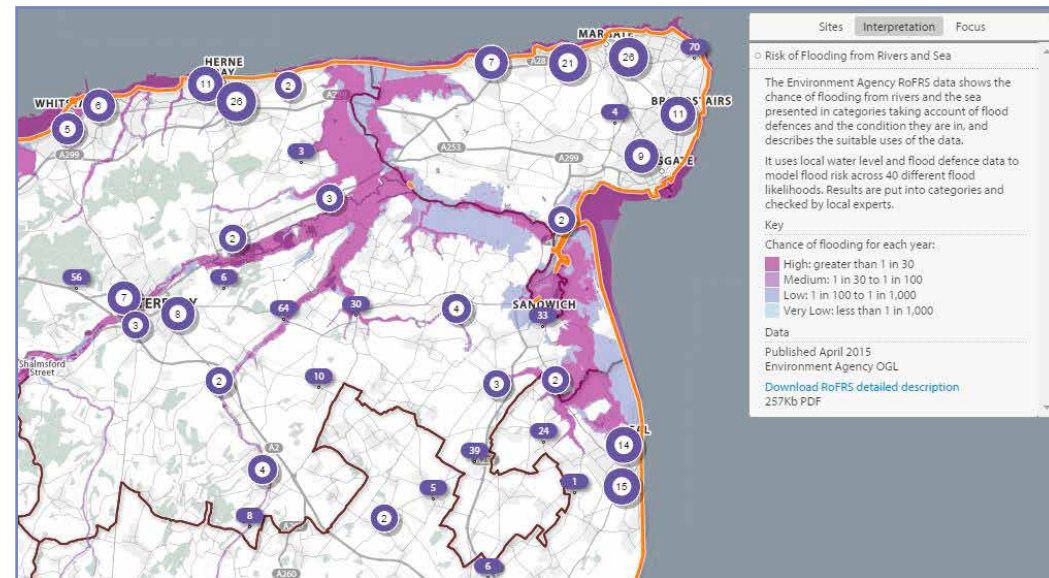 Sites Interpretation Focus
Risk of Flooding from Rivers and Sea
The Environment Agency RoFRS data shows the
chance of flooding from rivers and the sea
presented in categories taking account of flood
defences and the condition they are in, and
describes the suitable uses of the data.
It uses local water level and flood defence data to
model flood risk across 40 different flood
likelihoods. Results are put into categories and
checked by local experts.
Key
Chance of flooding for each year:
High: greater than 1 in 30
Medium: 1 in 30 to 1 in 100
Low: 1 in 100 to 1 in 1,000
Very Low: less than 1 in 1,000
Data
Published April 2015
Environment Agency OGL
Download RoFRS detailed description
257Kb PDF
70
7 A28 21 26
HERNE
11 26 2
6
5
A299
4 11
3 A253 A299 9
3
2 2
56 6
7 8
3
64 30 4
SANDWICH
33
Shalmsford
Street
2 10 3 2
24 14
A2 39
4 5 1 15
8 2
6
A260